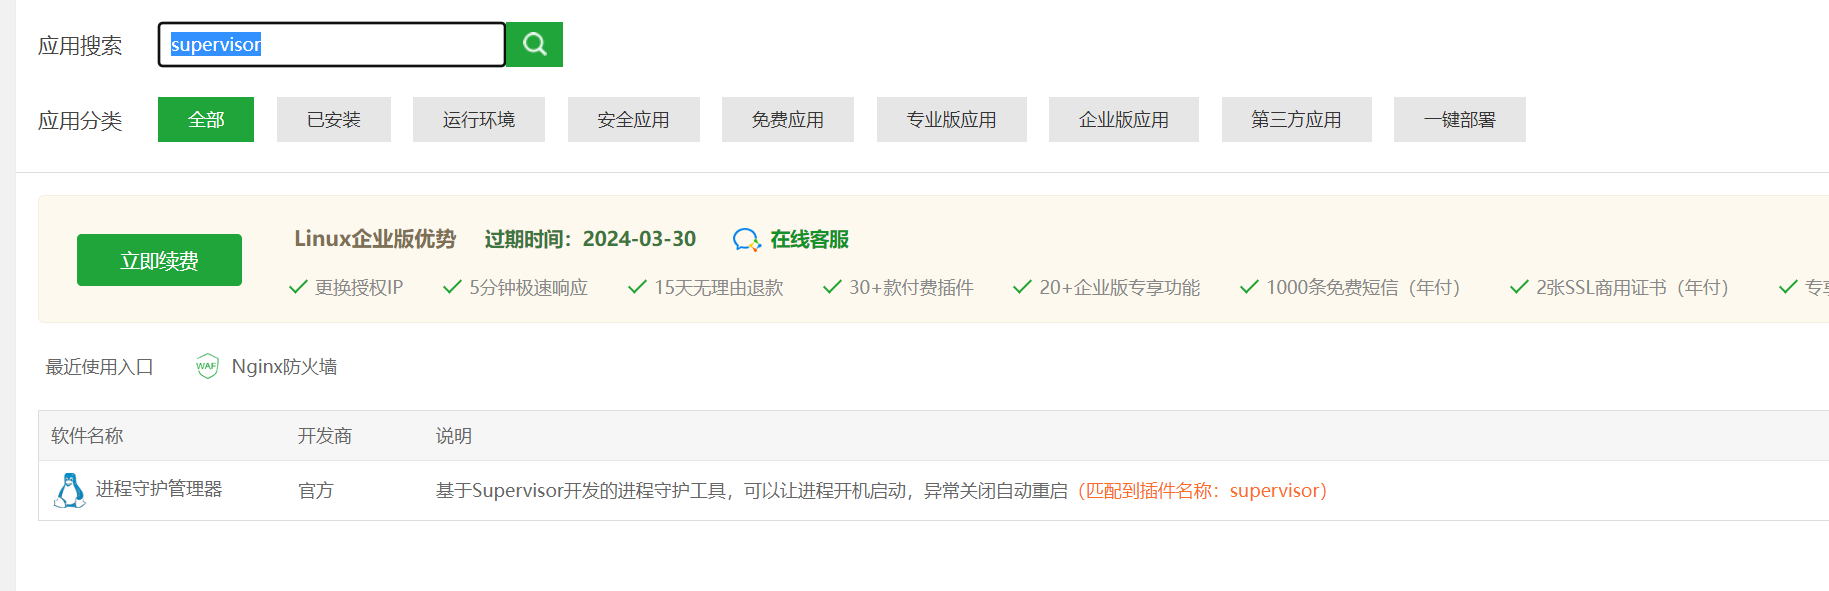 应用搜索 supervisor
应用分类 全部 已安装 运行环境 安全应用 免费应用 专业版应用 企业版应用 第三方应用 一键部署
立即续费
Linux企业版优势 过期时间：2024-03-30 在线客服
更换授权IP 5分钟极速响应 15天无理由退款 30+款付费插件 20+企业版专享功能 1000条免费短信（年付） 2张SSL商用证书（年付） 专
最近使用入口 WAF Nginx防火墙
软件名称 开发商 说明
进程守护管理器 官方 基于Supervisor开发的进程守护工具，可以让进程开机启动，异常关闭自动重启（匹配到插件名称：supervisor）